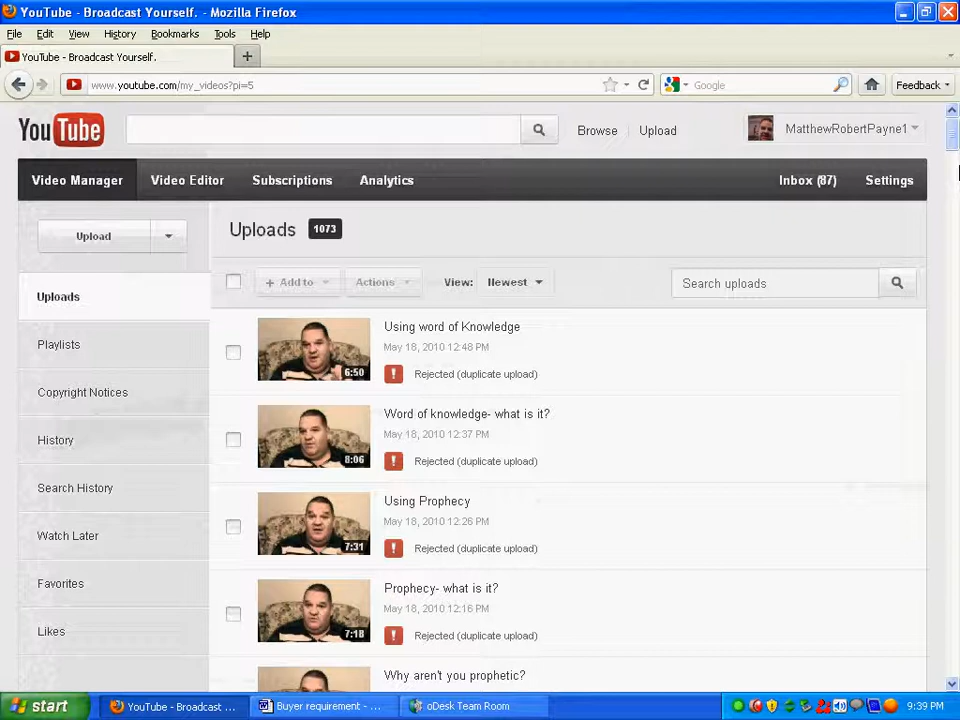 YouTube - Broadcast Yourself. - Mozilla Firefox
File Edit View History Bookmarks Tools Help
YouTube - Broadcast Yourself.
www.youtube.com/my_videos?pi=5
Google
Feedback
YouTube
Browse
Upload
MatthewRobertPayne1
Video Manager
Video Editor
Subscriptions
Analytics
Inbox (87)
Settings
Upload
Uploads 1073
+ Add to
Actions
View:
Newest
Search uploads
Uploads
Playlists
Copyright Notices
History
Search History
Watch Later
Favorites
Likes
Using word of Knowledge
May 18, 2010 12:48 PM
6:50
Rejected (duplicate upload)
Word of knowledge- what is it?
May 18, 2010 12:37 PM
8:06
Rejected (duplicate upload)
Using Prophecy
May 18, 2010 12:26 PM
7:31
Rejected (duplicate upload)
Prophecy- what is it?
May 18, 2010 12:16 PM
7:18
Rejected (duplicate upload)
Why aren't you prophetic?
start
YouTube - Broadcast ...
Buyer requirement - ...
oDesk Team Room
9:39 PM